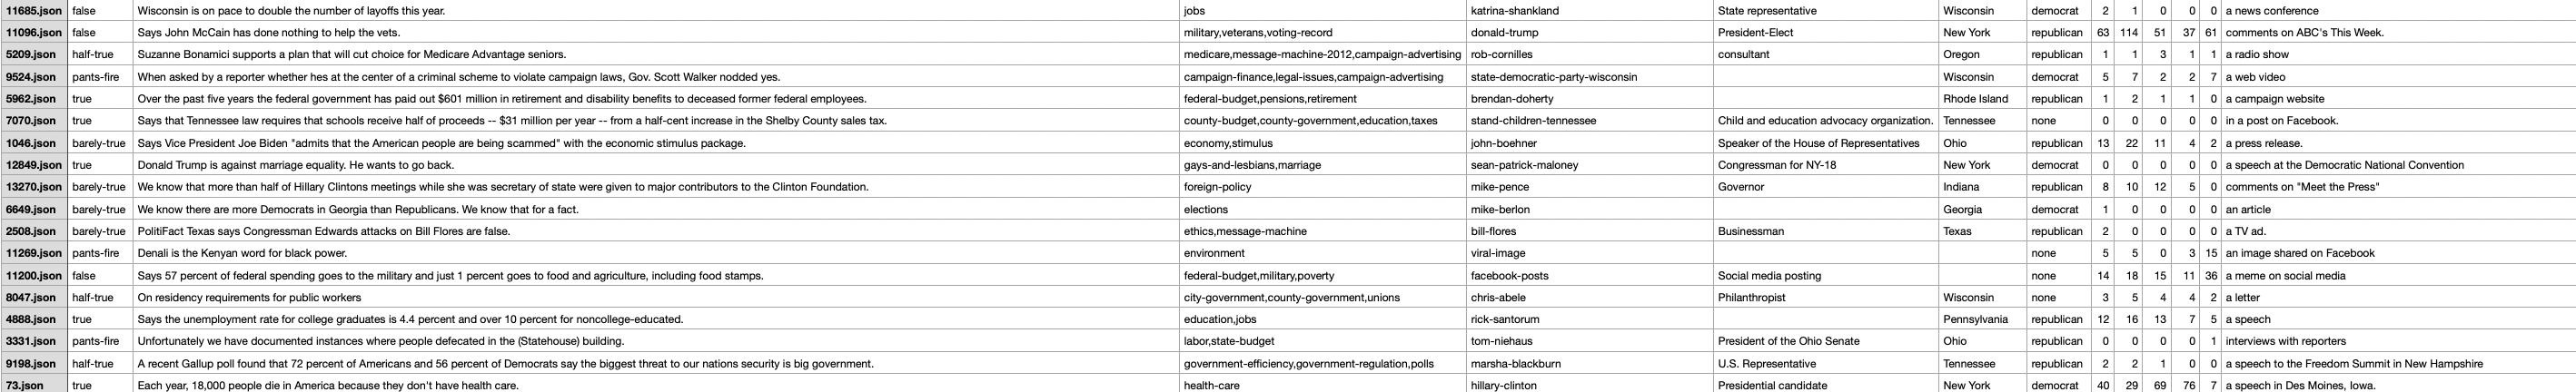 11685.json false Wisconsin is on pace to double the number of layoffs this year. jobs katrina-shankland State representative Wisconsin democrat 2 1 0 0 0 a news conference
11096.json false Says John McCain has done nothing to help the vets. military,veterans,voting-record donald-trump President-Elect New York republican 63 114 51 37 61 comments on ABC's This Week.
5209.json half-true Suzanne Bonamici supports a plan that will cut choice for Medicare Advantage seniors. medicare,message-machine-2012,campaign-advertising rob-cornilles consultant Oregon republican 1 1 3 1 1 a radio show
9524.json pants-fire When asked by a reporter whether hes at the center of a criminal scheme to violate campaign laws, Gov. Scott Walker nodded yes. campaign-finance,legal-issues,campaign-advertising state-democratic-party-wisconsin Wisconsin democrat 5 7 2 2 7 a web video
5962.json true Over the past five years the federal government has paid out $601 million in retirement and disability benefits to deceased former federal employees. federal-budget,pensions,retirement brendan-doherty Rhode Island republican 1 2 1 1 0 a campaign website
7070.json true Says that Tennessee law requires that schools receive half of proceeds -- $31 million per year -- from a half-cent increase in the Shelby County sales tax. county-budget,county-government,education,taxes stand-children-tennessee Child and education advocacy organization. Tennessee none 0 0 0 0 0 in a post on Facebook.
1046.json barely-true Says Vice President Joe Biden "admits that the American people are being scammed" with the economic stimulus package. economy,stimulus john-boehner Speaker of the House of Representatives Ohio republican 13 22 11 4 2 a press release.
12849.json true Donald Trump is against marriage equality. He wants to go back. gays-and-lesbians,marriage sean-patrick-maloney Congressman for NY-18 New York democrat 0 0 0 0 0 a speech at the Democratic National Convention
13270.json barely-true We know that more than half of Hillary Clintons meetings while she was secretary of state were given to major contributors to the Clinton Foundation. foreign-policy mike-pence Governor Indiana republican 8 10 12 5 0 comments on "Meet the Press"
6649.json barely-true We know there are more Democrats in Georgia than Republicans. We know that for a fact. elections mike-berlon Georgia democrat 1 0 0 0 0 an article
2508.json barely-true PolitiFact Texas says Congressman Edwards attacks on Bill Flores are false. ethics,message-machine bill-flores Businessman Texas republican 2 0 0 0 0 a TV ad.
11269.json pants-fire Denali is the Kenyan word for black power. environment viral-image none 5 5 0 3 15 an image shared on Facebook
11200.json false Says 57 percent of federal spending goes to the military and just 1 percent goes to food and agriculture, including food stamps. federal-budget,military,poverty facebook-posts Social media posting none 14 18 15 11 36 a meme on social media
8047.json half-true On residency requirements for public workers city-government,county-government,unions chris-abele Philanthropist Wisconsin none 3 5 4 4 2 a letter
4888.json true Says the unemployment rate for college graduates is 4.4 percent and over 10 percent for noncollege-educated. education,jobs rick-santorum Pennsylvania republican 12 16 13 7 5 a speech
3331.json pants-fire Unfortunately we have documented instances where people defecated in the (Statehouse) building. labor,state-budget tom-niehaus President of the Ohio Senate Ohio republican 0 0 0 0 1 interviews with reporters
9198.json half-true A recent Gallup poll found that 72 percent of Americans and 56 percent of Democrats say the biggest threat to our nations security is big government. government-efficiency,government-regulation,polls marsha-blackburn U.S. Representative Tennessee republican 2 2 1 0 0 a speech to the Freedom Summit in New Hampshire
73.json true Each year, 18,000 people die in America because they don't have health care. health-care hillary-clinton Presidential candidate New York democrat 40 29 69 76 7 a speech in Des Moines, Iowa.